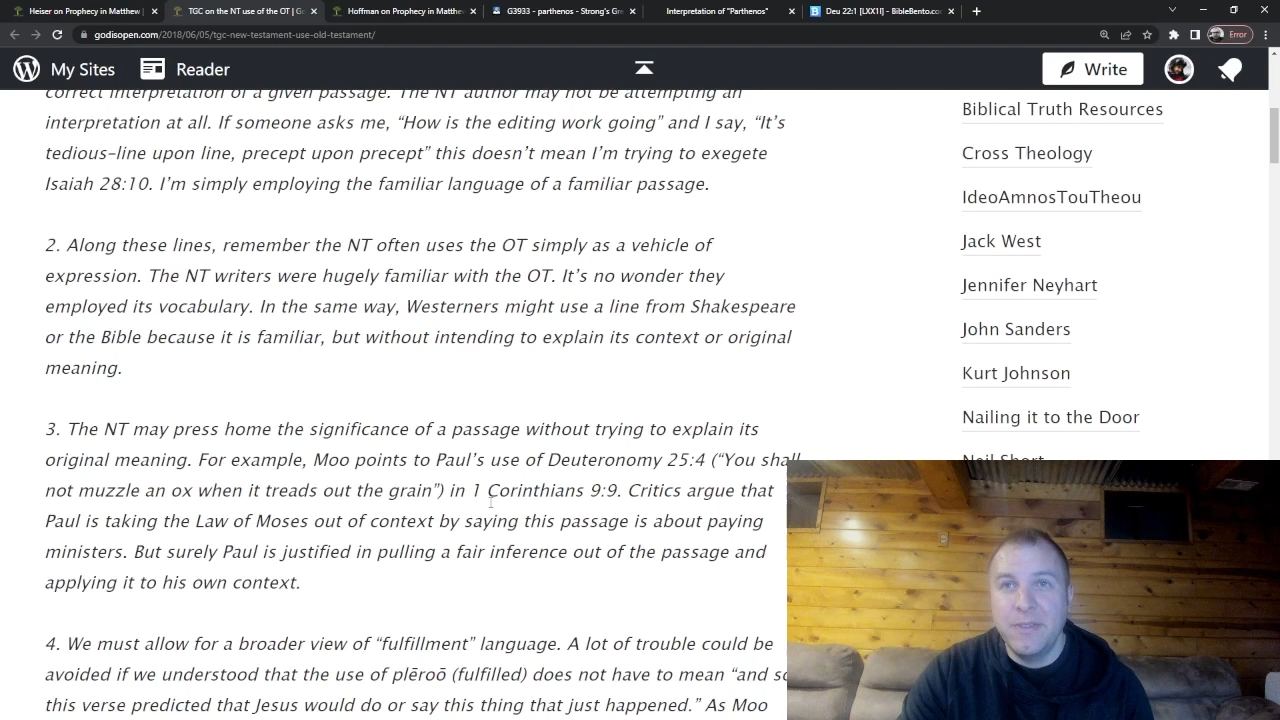 Heiser on Prophecy in Matthew |
TGC on the NT use of the OT | G
Hoffman on Prophecy in Matthew
G3933 - parthenos - Strong's Gre
Interpretation of "Parthenos"
Deu 22:1 [LXX1I] - BibleBento.co
godisopen.com/2018/06/05/tgc-new-testament-use-old-testament/
Error
My Sites
Reader
Write
correct interpretation of a given passage. The NT author may not be attempting an
interpretation at all. If someone asks me, “How is the editing work going” and I say, “It’s
tedious–line upon line, precept upon precept” this doesn’t mean I’m trying to exegete
Isaiah 28:10. I’m simply employing the familiar language of a familiar passage.
2. Along these lines, remember the NT often uses the OT simply as a vehicle of
expression. The NT writers were hugely familiar with the OT. It’s no wonder they
employed its vocabulary. In the same way, Westerners might use a line from Shakespeare
or the Bible because it is familiar, but without intending to explain its context or original
meaning.
3. The NT may press home the significance of a passage without trying to explain its
original meaning. For example, Moo points to Paul’s use of Deuteronomy 25:4 (“You shall
not muzzle an ox when it treads out the grain”) in 1 Corinthians 9:9. Critics argue that
Paul is taking the Law of Moses out of context by saying this passage is about paying
ministers. But surely Paul is justified in pulling a fair inference out of the passage and
applying it to his own context.
4. We must allow for a broader view of “fulfillment” language. A lot of trouble could be
avoided if we understood that the use of plēroō (fulfilled) does not have to mean “and so
this verse predicted that Jesus would do or say this thing that just happened.” As Moo
Biblical Truth Resources
Cross Theology
IdeoAmnosTouTheou
Jack West
Jennifer Neyhart
John Sanders
Kurt Johnson
Nailing it to the Door
Neil Short